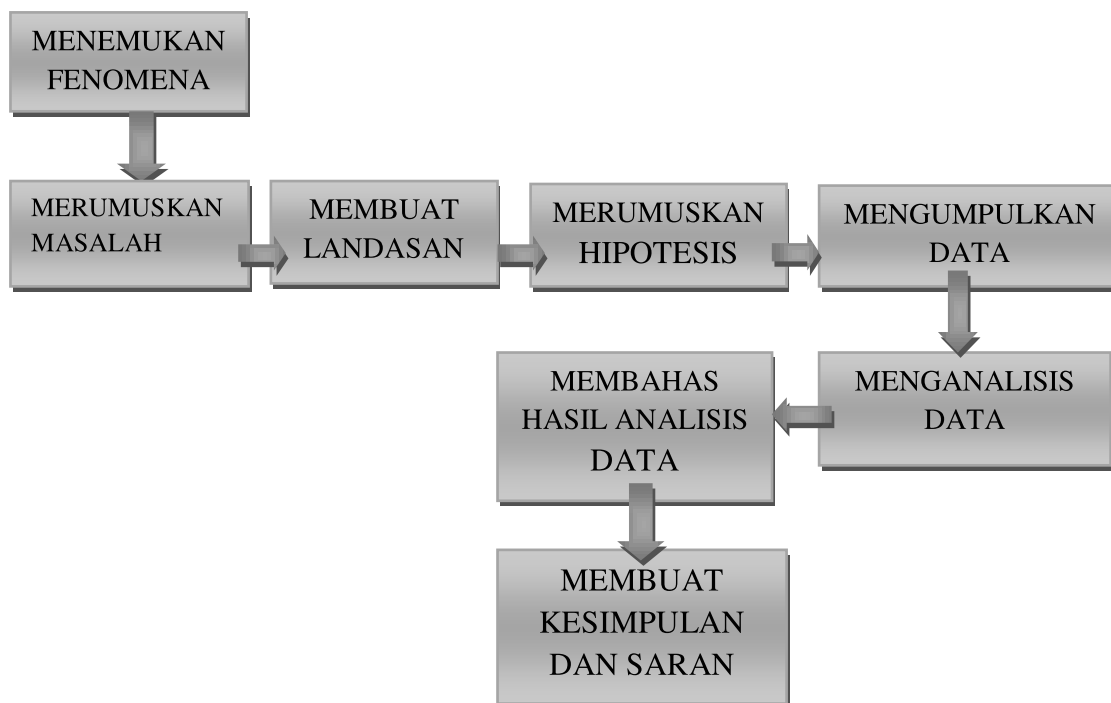 MENEMUKAN
FENOMENA
MERUMUSKAN
MASALAH
MEMBUAT
LANDASAN
MERUMUSKAN
HIPOTESIS
MENGUMPULKAN
DATA
MENGANALISIS
DATA
MEMBAHAS
HASIL ANALISIS
DATA
MEMBUAT
KESIMPULAN
DAN SARAN